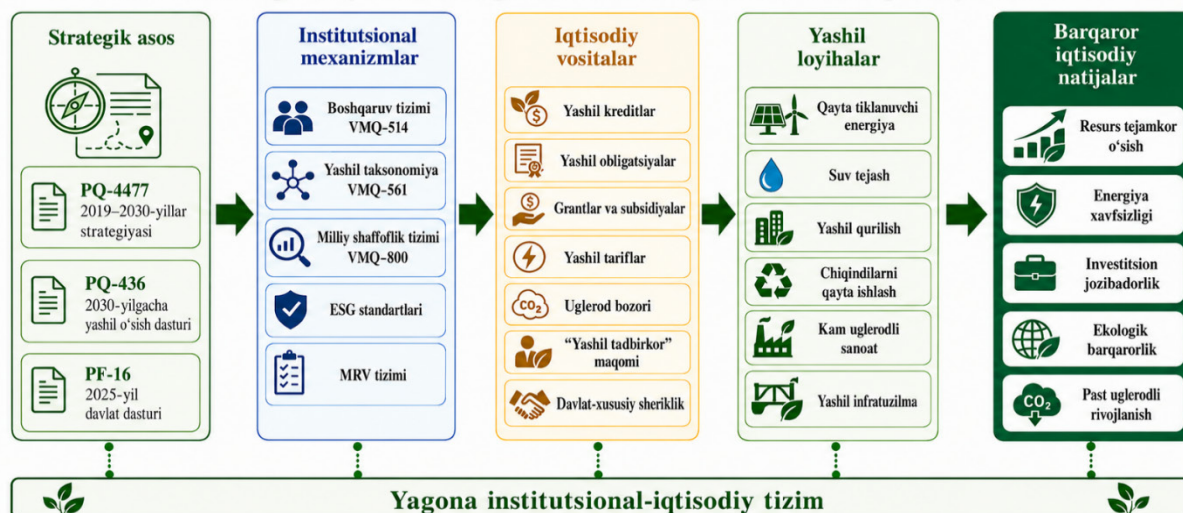 Strategik asos
PQ-4477
2019–2030-yillar
strategiyasi
PQ-436
2030-yilgacha
yashil o‘sish dasturi
PF-16
2025-yil
davlat dasturi
Institutsional
mexanizmlar
Boshqaruv tizimi
VMQ–514
Yashil taksonomiya
VMQ–561
Milliy shaffoflik tizimi
VMQ–800
ESG standartlari
MRV tizimi
Iqtisodiy
vositalar
Yashil kreditlar
Yashil obligatsiyalar
Grantlar va subsidiyalar
Yashil tariflar
CO₂
Uglerod bozori
“Yashil tadbirkor”
maqomi
Davlat-xususiy sheriklik
Yashil
loyihalar
Qayta tiklanuvchi
energiya
Suv tejash
Yashil qurilish
Chiqindilarni
qayta ishlash
Kam uglerodli
sanoat
Yashil infratuzilma
Barqaror
iqtisodiy
natijalar
Resurs tejamkor
o‘sish
Energiya
xavfsizligi
Investitsion
jozibadorlik
Ekologik
barqarorlik
CO₂
Past uglerodli
rivojlanish
Yagona institutsional-iqtisodiy tizim